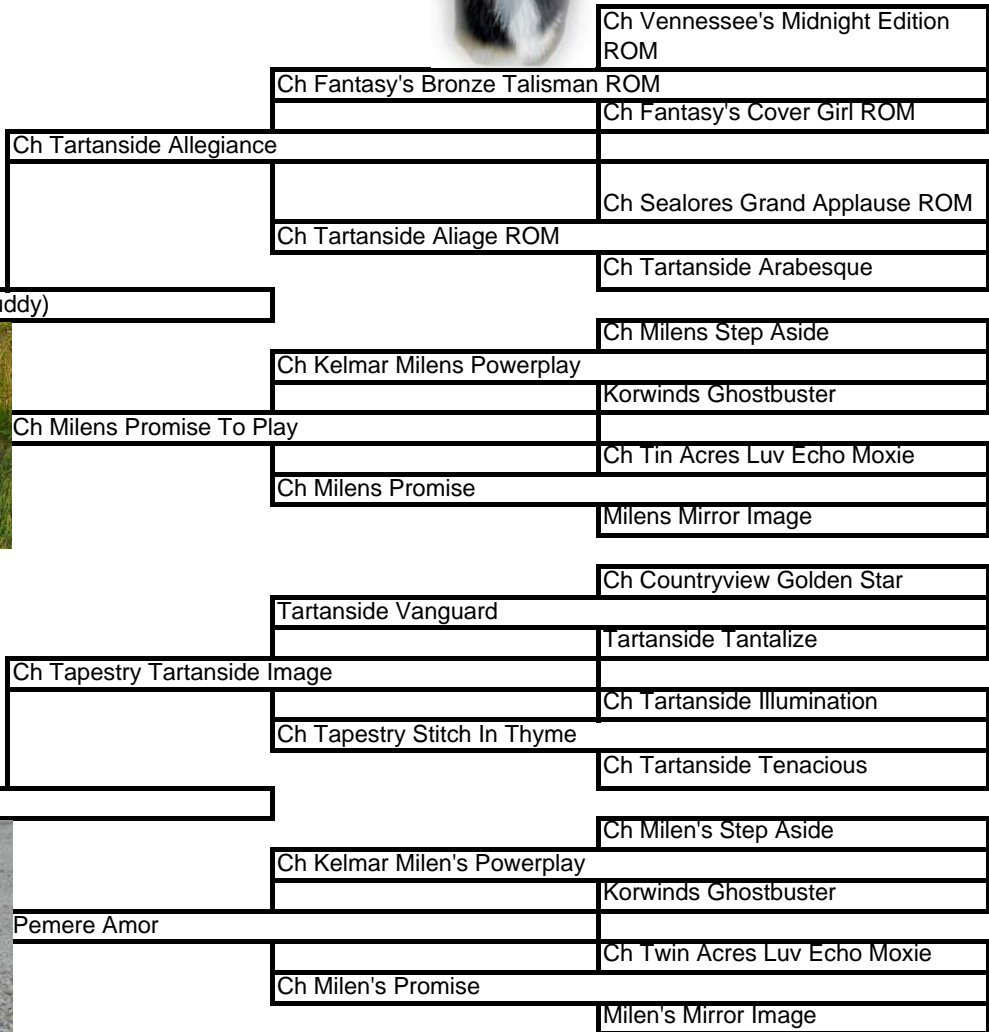 Ch Vennessee's Midnight Edition
ROM
Ch Fantasy's Bronze Talisman ROM
Ch Fantasy's Cover Girl ROM
Ch Tartanside Allegiance
Ch Sealores Grand Applause ROM
Ch Tartanside Aliage ROM
Ch Tartanside Arabesque
Ch Milens Step Aside
Ch Kelmar Milens Powerplay
Korwinds Ghostbuster
Ch Milens Promise To Play
Ch Tin Acres Luv Echo Moxie
Ch Milens Promise
Milens Mirror Image
Ch Countryview Golden Star
Tartanside Vanguard
Tartanside Tantalize
Ch Tapestry Tartanside Image
Ch Tartanside Illumination
Ch Tapestry Stitch In Thyme
Ch Tartanside Tenacious
Ch Milen's Step Aside
Ch Kelmar Milen's Powerplay
Korwinds Ghostbuster
Pemere Amor
Ch Twin Acres Luv Echo Moxie
Ch Milen's Promise
Milen's Mirror Image